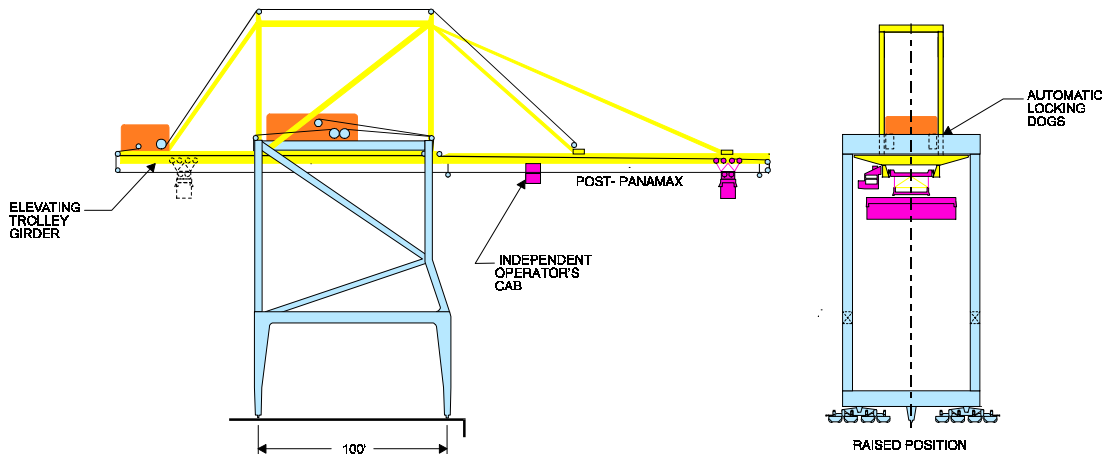 AUTOMATIC
LOCKING
DOGS
POST- PANAMAX
ELEVATING
TROLLEY
GIRDER
INDEPENDENT
OPERATOR'S
CAB
100'
RAISED POSITION